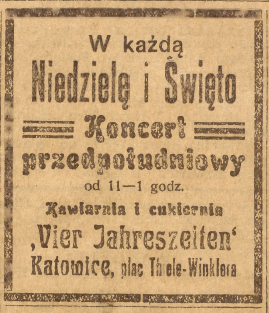 W każdą
Niedzielę i Święto
Koncert
przedpołudniowy
od 11—1 godz.
Kawiarnia i cukiernia
„Vier Jahreszeiten‘
Katowice, plac Thiele-Winklera